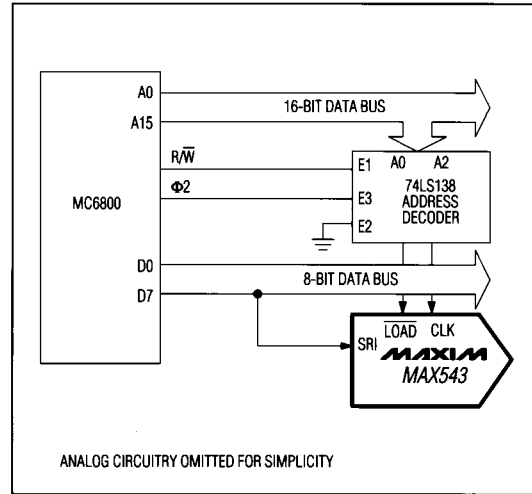 A0
16-BIT DATA BUS
A15
R/W̅
E1 A0 A2
MC6800
Φ2
E3 74LS138
ADDRESS
DECODER
E2
D0
8-BIT DATA BUS
D7
SRI L̅O̅A̅D̅ CLK
MAXIM
MAX543
ANALOG CIRCUITRY OMITTED FOR SIMPLICITY